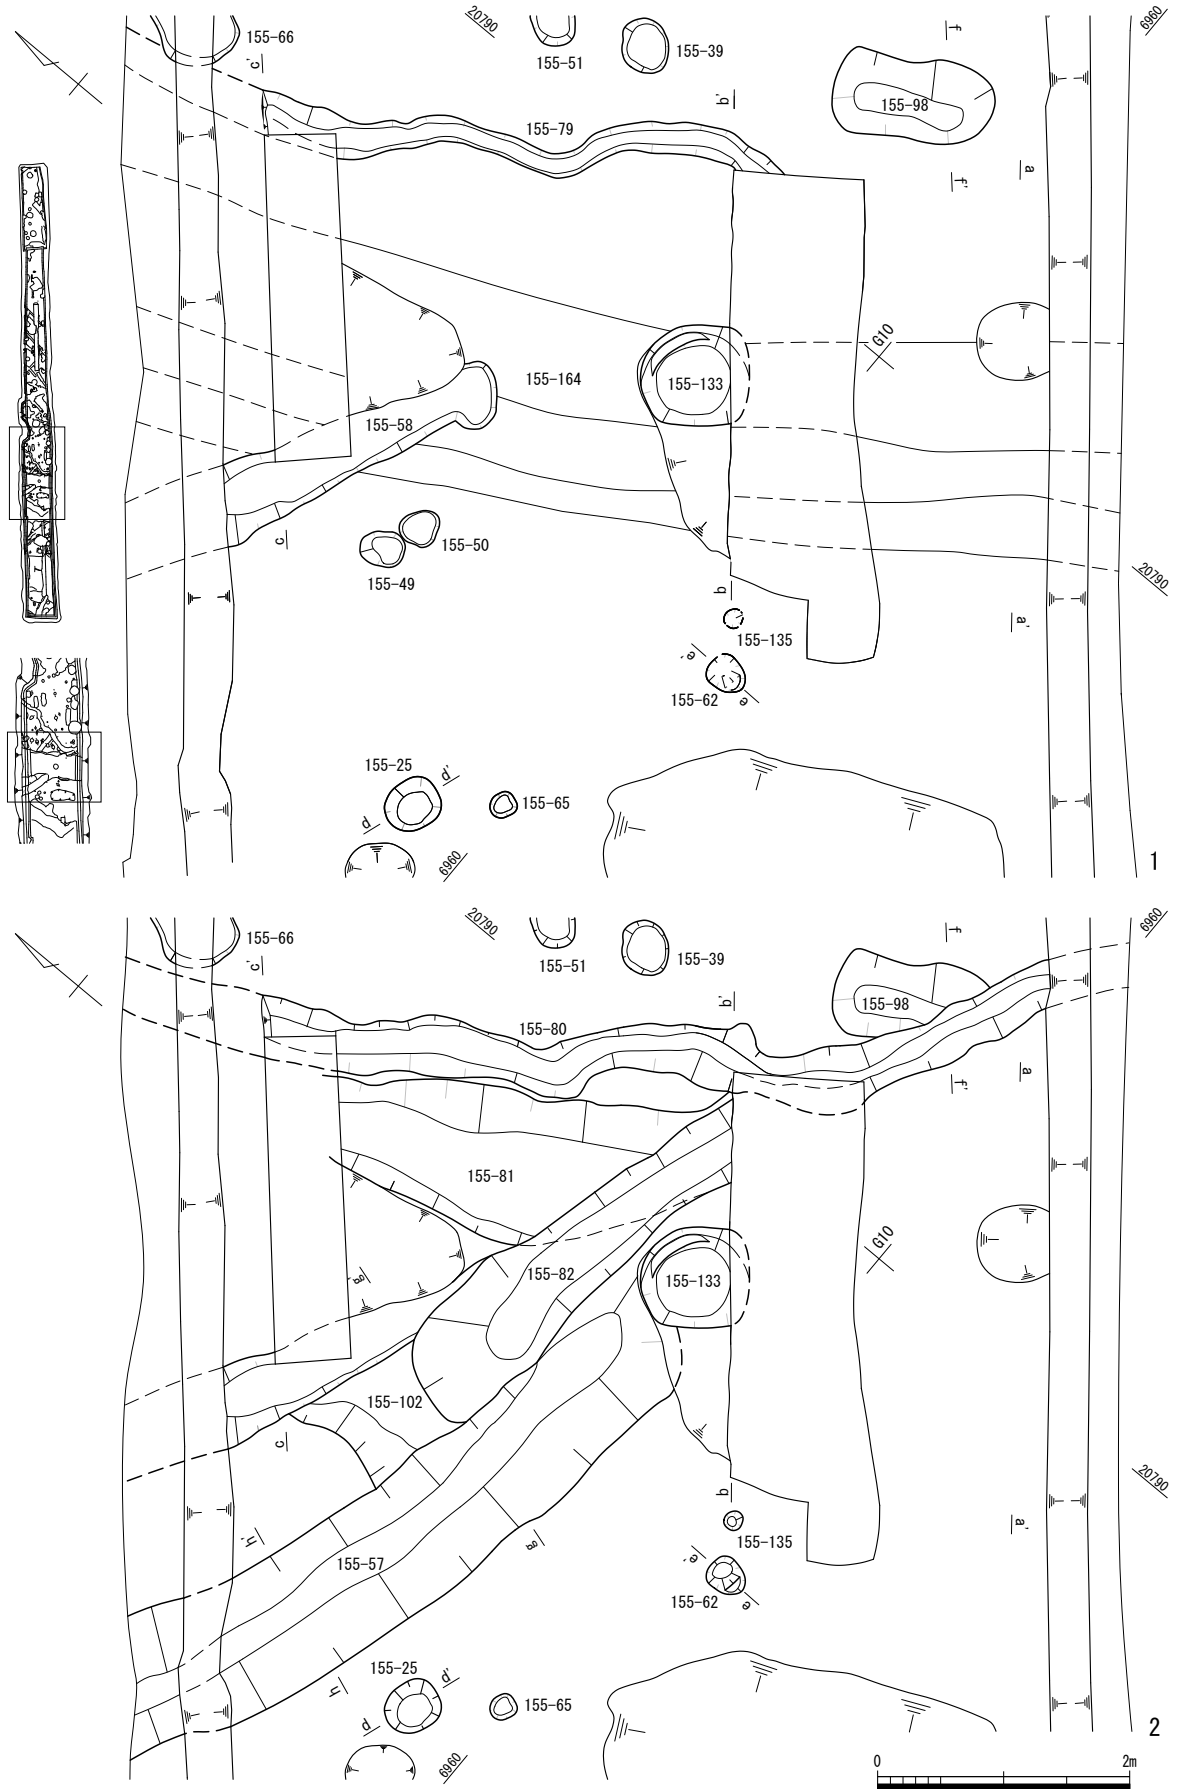 20790
6960
155-66
c'
155-51
155-39
f
b'
155-98
155-79
f'
a
G10
155-164
155-133
155-58
c
155-50
155-49
20790
b
155-135
a'
e'
155-62
e
155-25
d'
155-65
d
6960
1
20790
6960
155-66
c'
155-51
155-39
f
b'
155-98
155-80
f'
a
155-81
G10
155-82
155-133
g'
155-102
c
20790
b
155-135
a'
h'
g
155-57
e'
155-62
e
155-25
d'
h
155-65
d
6960
2
0 2m